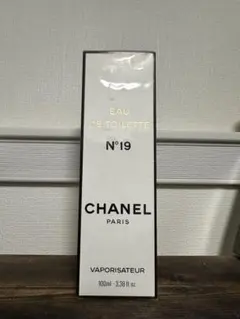 EAU
DE TOILETTE
N°19
CHANEL
PARIS
VAPORISATEUR
100ml - 3.38 fl. oz